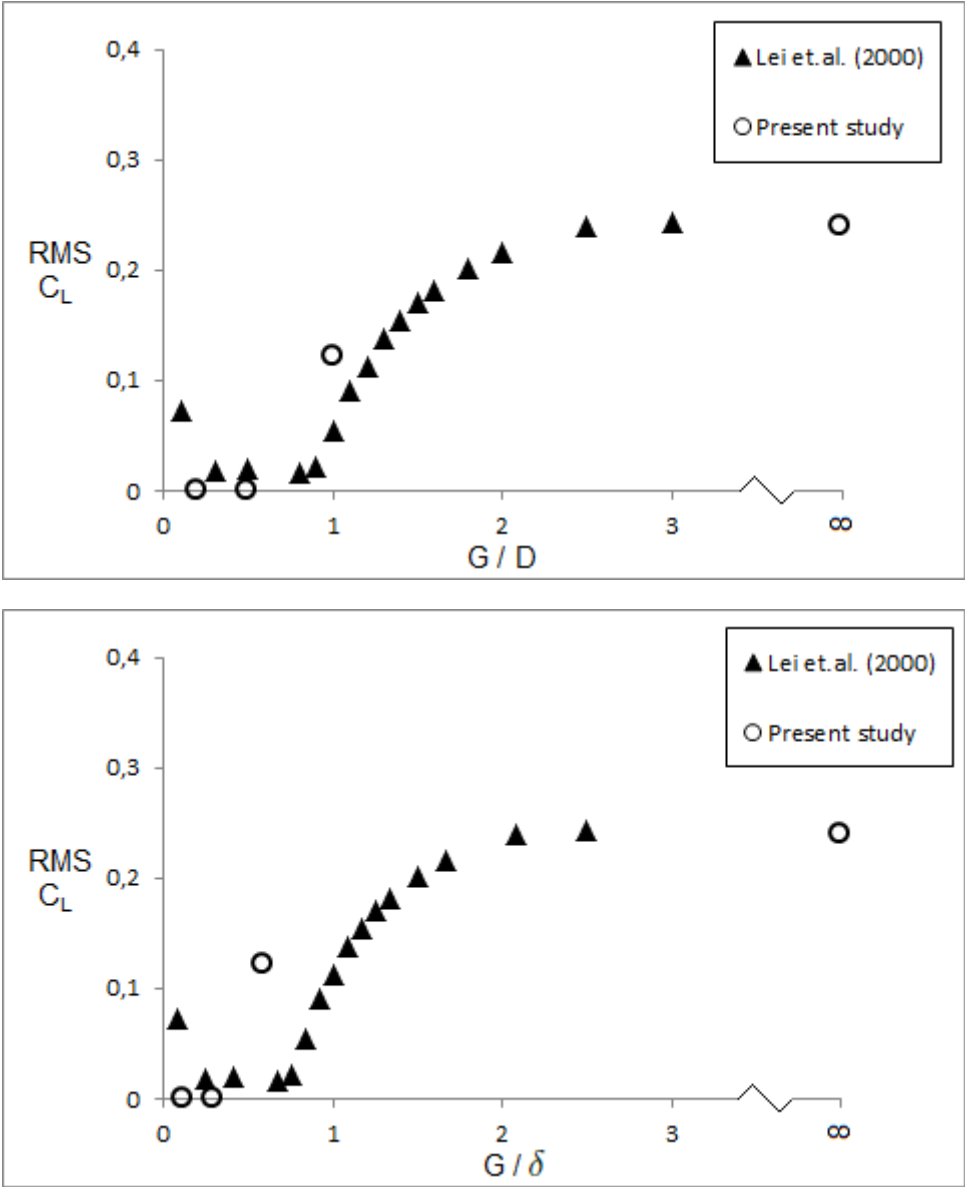 0,4
Lei et.al. (2000)
Present study
0,3
RMS
C_L
0,2
0,1
0
0 1 2 3 ∞
G / D
0,4
Lei et.al. (2000)
Present study
0,3
RMS
C_L
0,2
0,1
0
0 1 2 3 ∞
G / δ